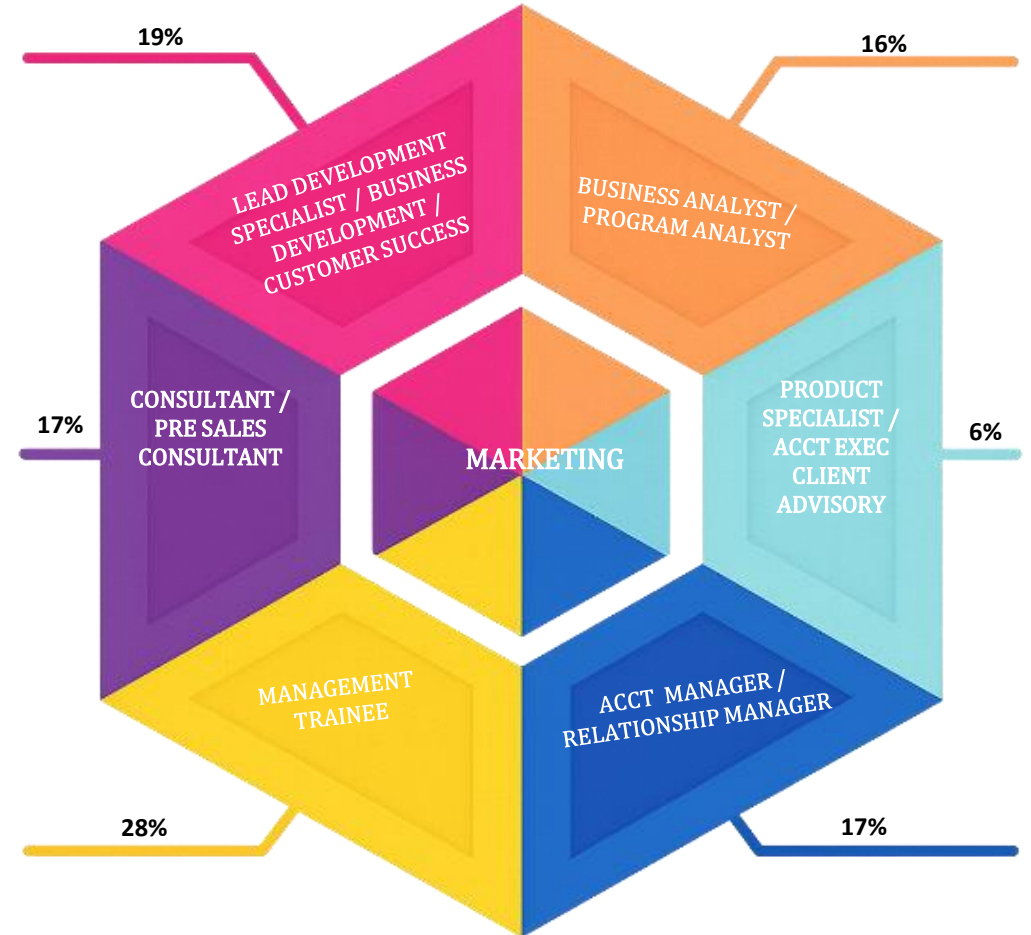 19%
16%
LEAD DEVELOPMENT
SPECIALIST / BUSINESS
DEVELOPMENT /
CUSTOMER SUCCESS
BUSINESS ANALYST /
PROGRAM ANALYST
17%
CONSULTANT /
PRE SALES
CONSULTANT
MARKETING
PRODUCT
SPECIALIST /
ACCT EXEC
CLIENT
ADVISORY
6%
MANAGEMENT
TRAINEE
ACCT MANAGER /
RELATIONSHIP MANAGER
28%
17%